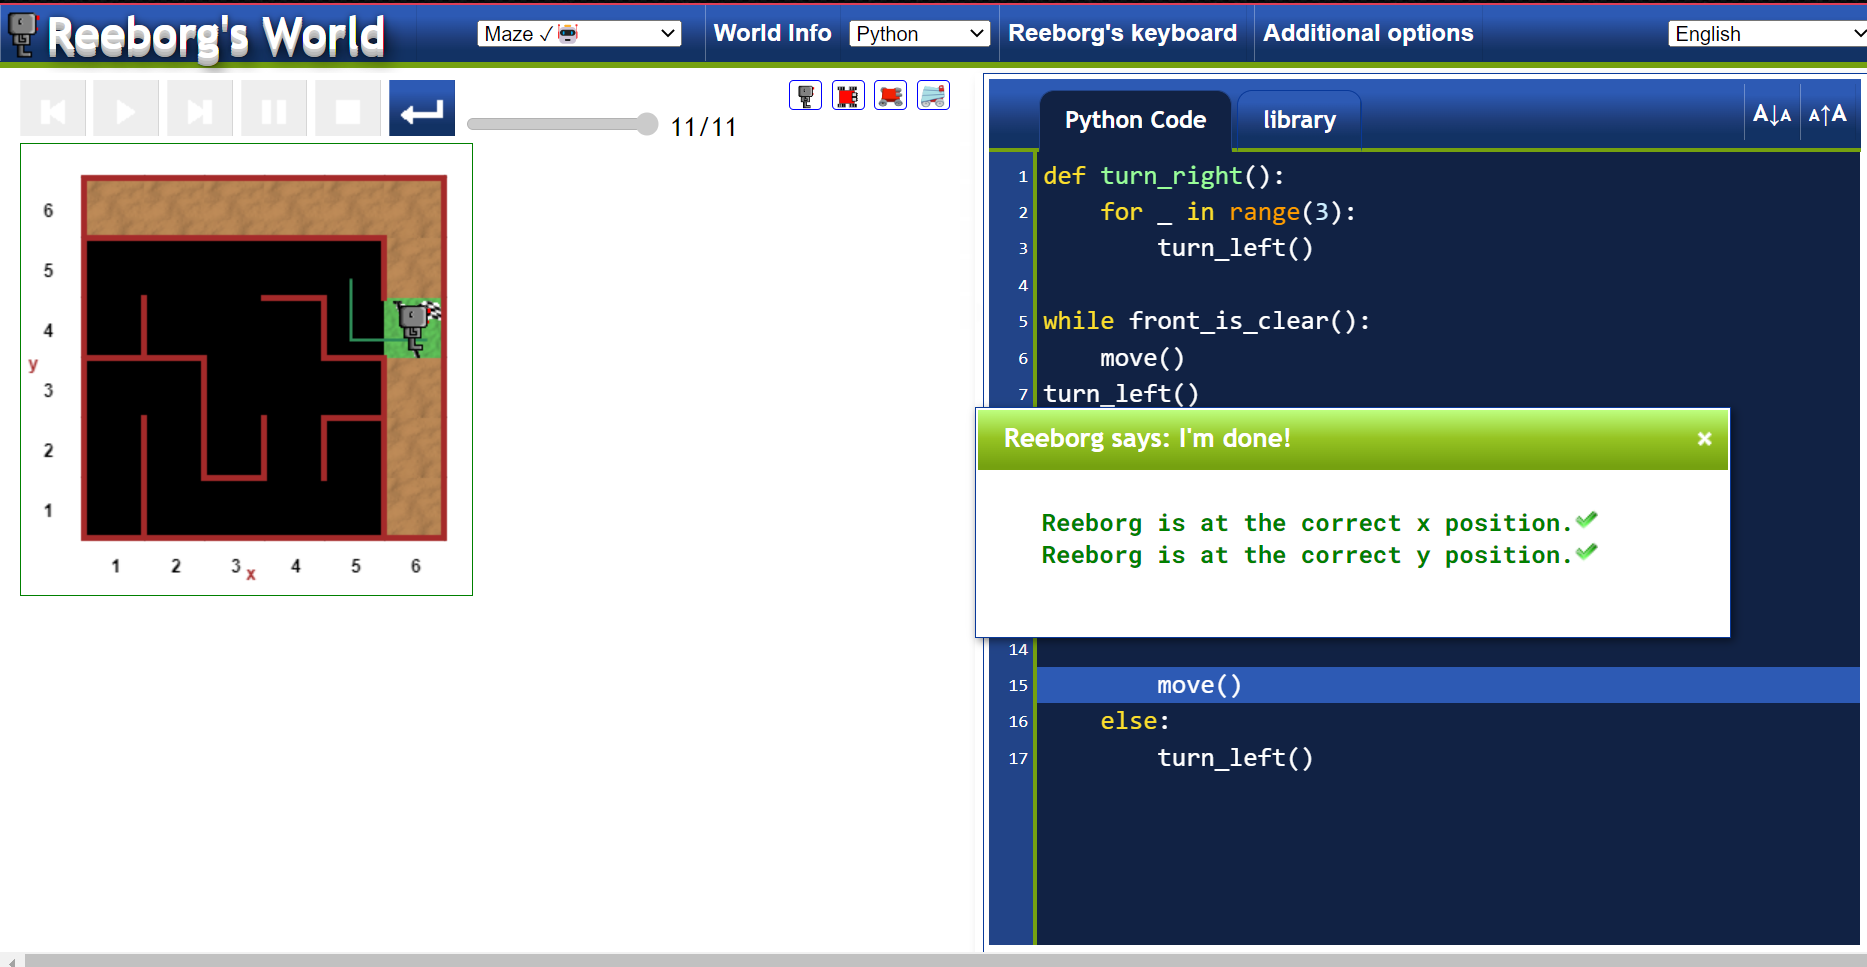 Reeborg's World
Maze ✓
World Info
Python
Reeborg's keyboard
Additional options
English
11/11
6
5
4
y
3
2
1
1 2 3 x 4 5 6
Python Code
library
A↓A
A↑A
1 def turn_right():
2     for _ in range(3):
3         turn_left()
4
5 while front_is_clear():
6     move()
7 turn_left()
Reeborg says: I'm done!
×
Reeborg is at the correct x position.
Reeborg is at the correct y position.
14
15         move()
16     else:
17         turn_left()